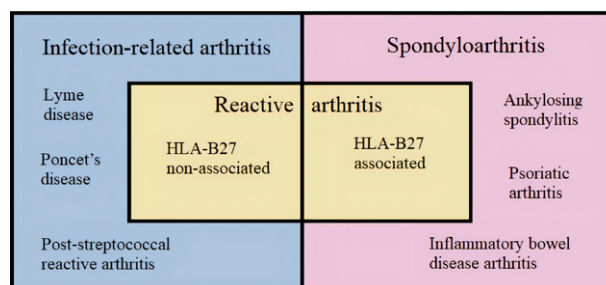 Infection-related arthritis
Spondyloarthritis
Lyme
disease
Reactive arthritis
Ankylosing
spondylitis
HLA-B27
non-associated
HLA-B27
associated
Poncet's
disease
Psoriatic
arthritis
Post-streptococcal
reactive arthritis
Inflammatory bowel
disease arthritis